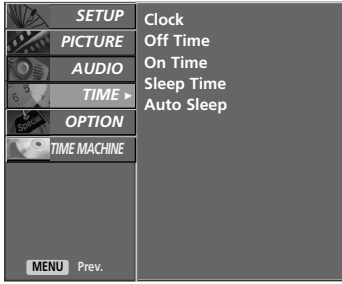 SETUP
PICTURE
AUDIO
TIME ▸
OPTION
TIME MACHINE
Clock
Off Time
On Time
Sleep Time
Auto Sleep
MENU Prev.